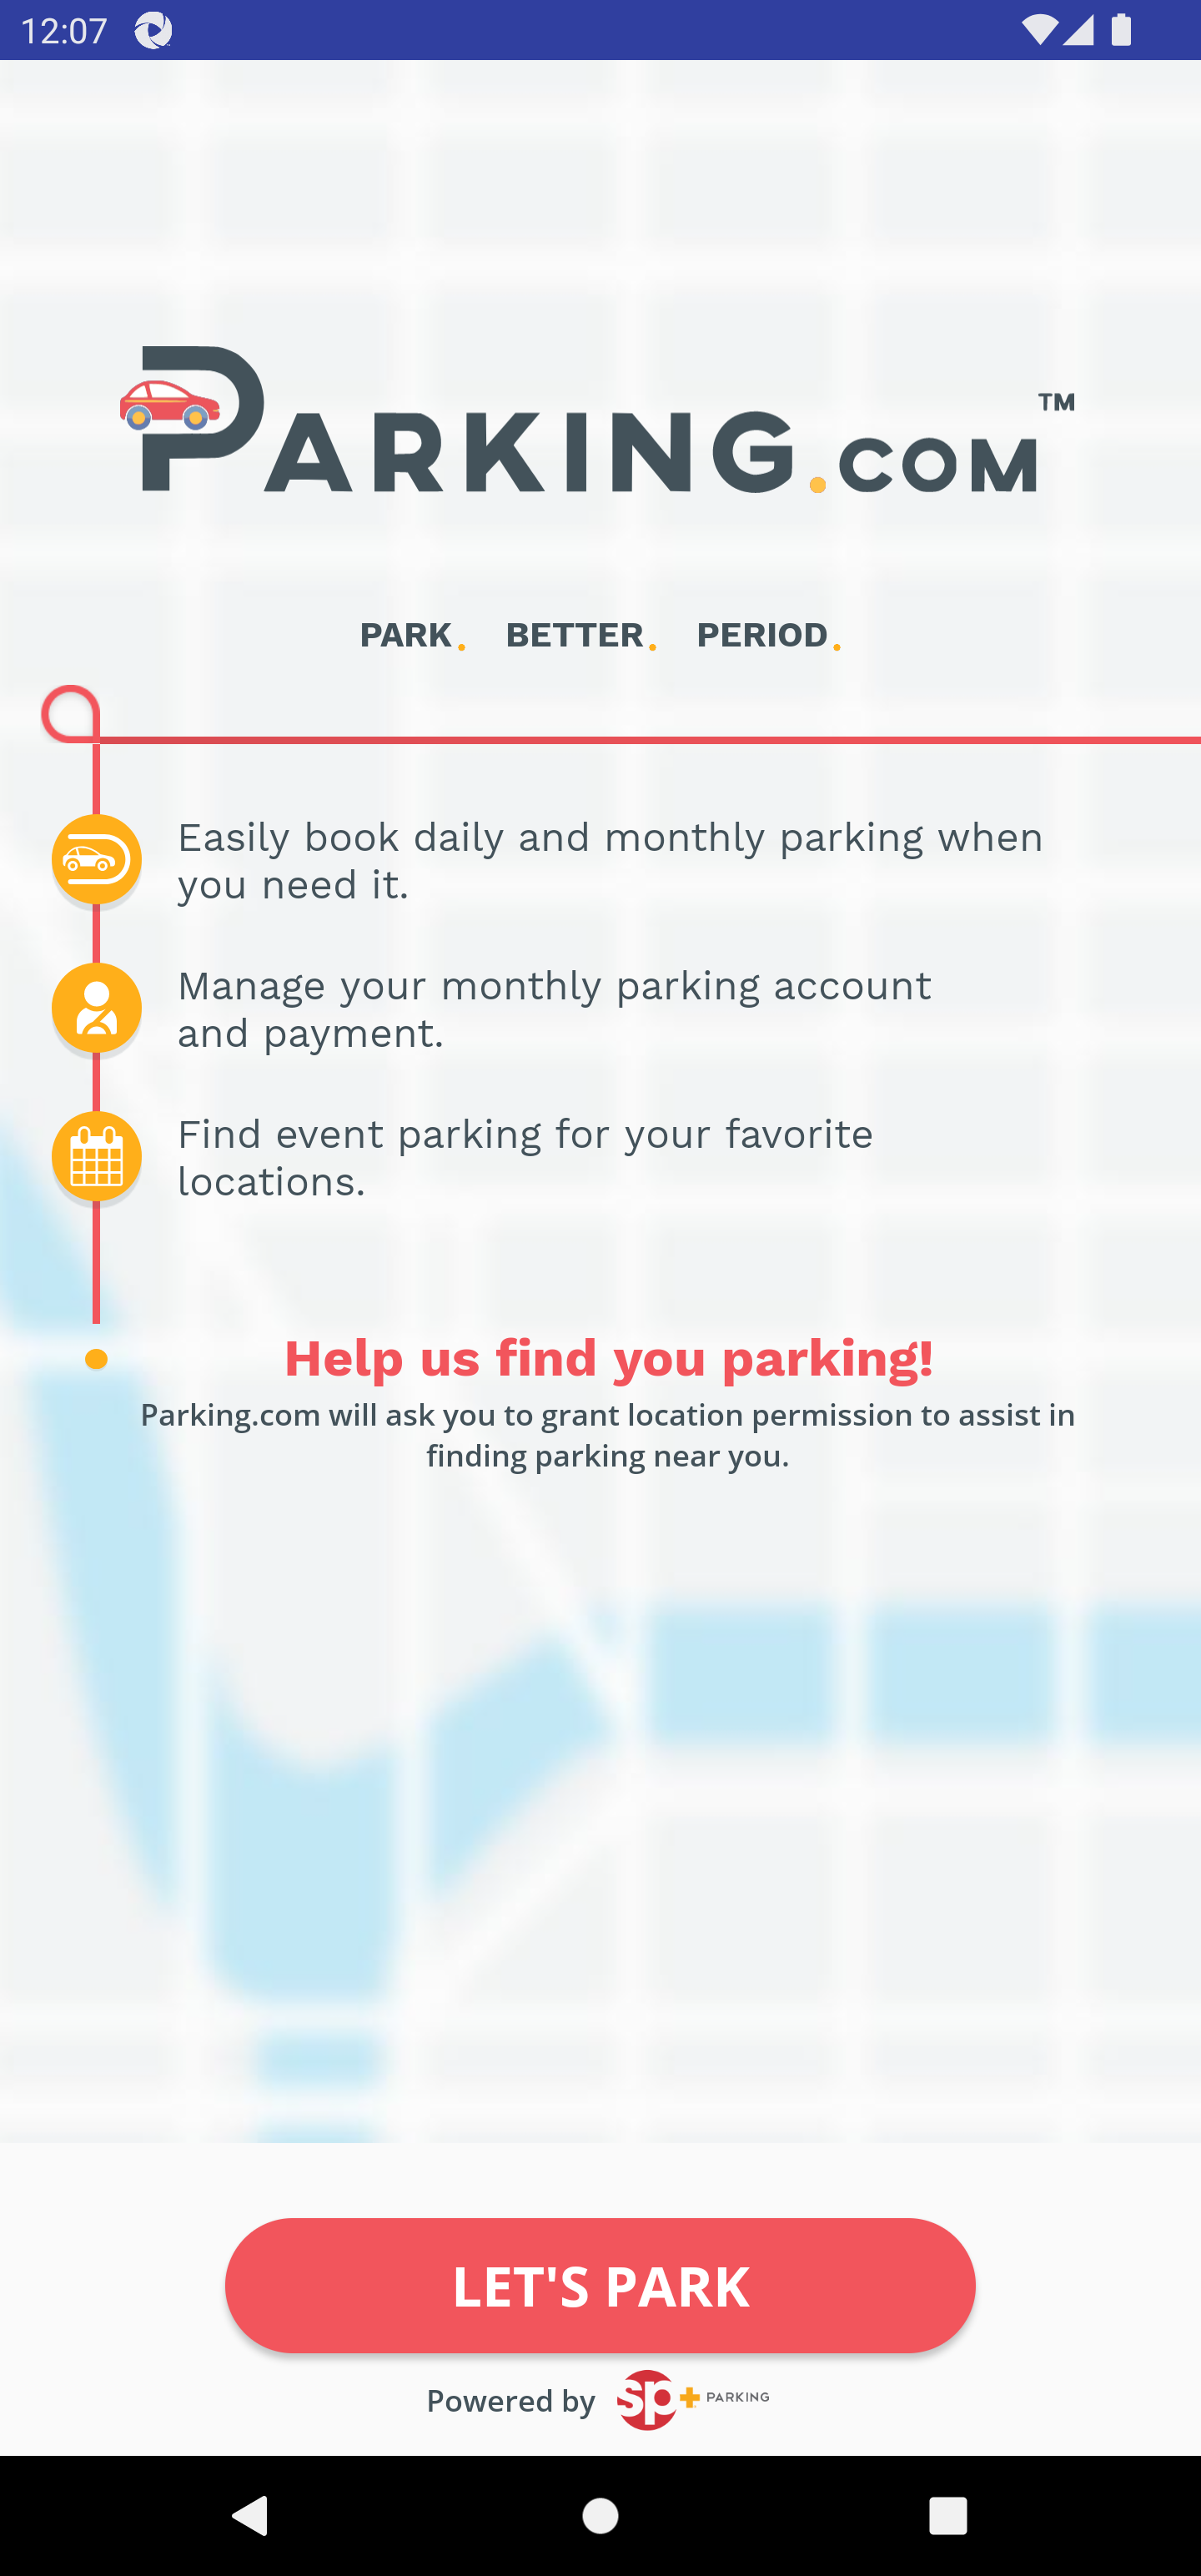 12:07
PARKING.COM™
PARK. BETTER. PERIOD.
Easily book daily and monthly parking when
you need it.
Manage your monthly parking account
and payment.
Find event parking for your favorite
locations.
Help us find you parking!
Parking.com will ask you to grant location permission to assist in
finding parking near you.
LET'S PARK
Powered by sp+ PARKING